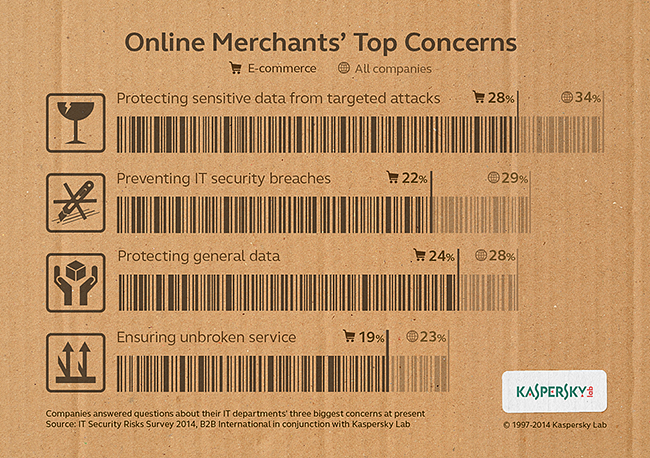 Online Merchants' Top Concerns
E-commerce All companies
Protecting sensitive data from targeted attacks 28% 34%
Preventing IT security breaches 22% 29%
Protecting general data 24% 28%
Ensuring unbroken service 19% 23%
KASPERSKY lab
Companies answered questions about their IT departments' three biggest concerns at present
Source: IT Security Risks Survey 2014, B2B International in conjunction with Kaspersky Lab
© 1997-2014 Kaspersky Lab